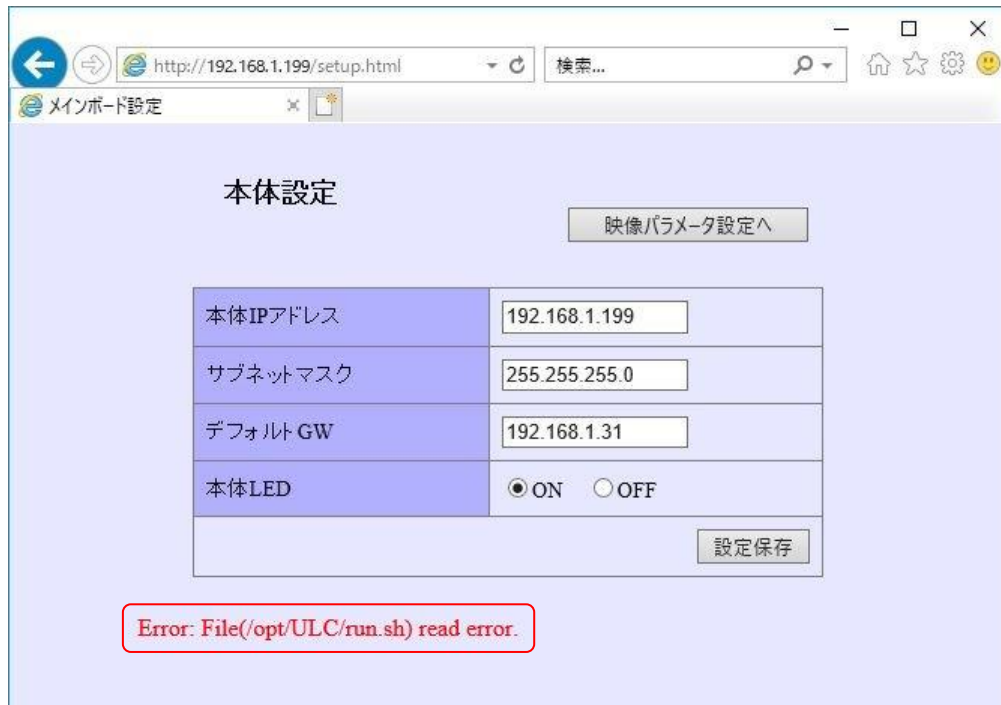 http://192.168.1.199/setup.html
検索...
メインボード設定
本体設定
映像パラメータ設定へ
本体IPアドレス 192.168.1.199
サブネットマスク 255.255.255.0
デフォルトGW 192.168.1.31
本体LED ON OFF
設定保存
Error: File(/opt/ULC/run.sh) read error.